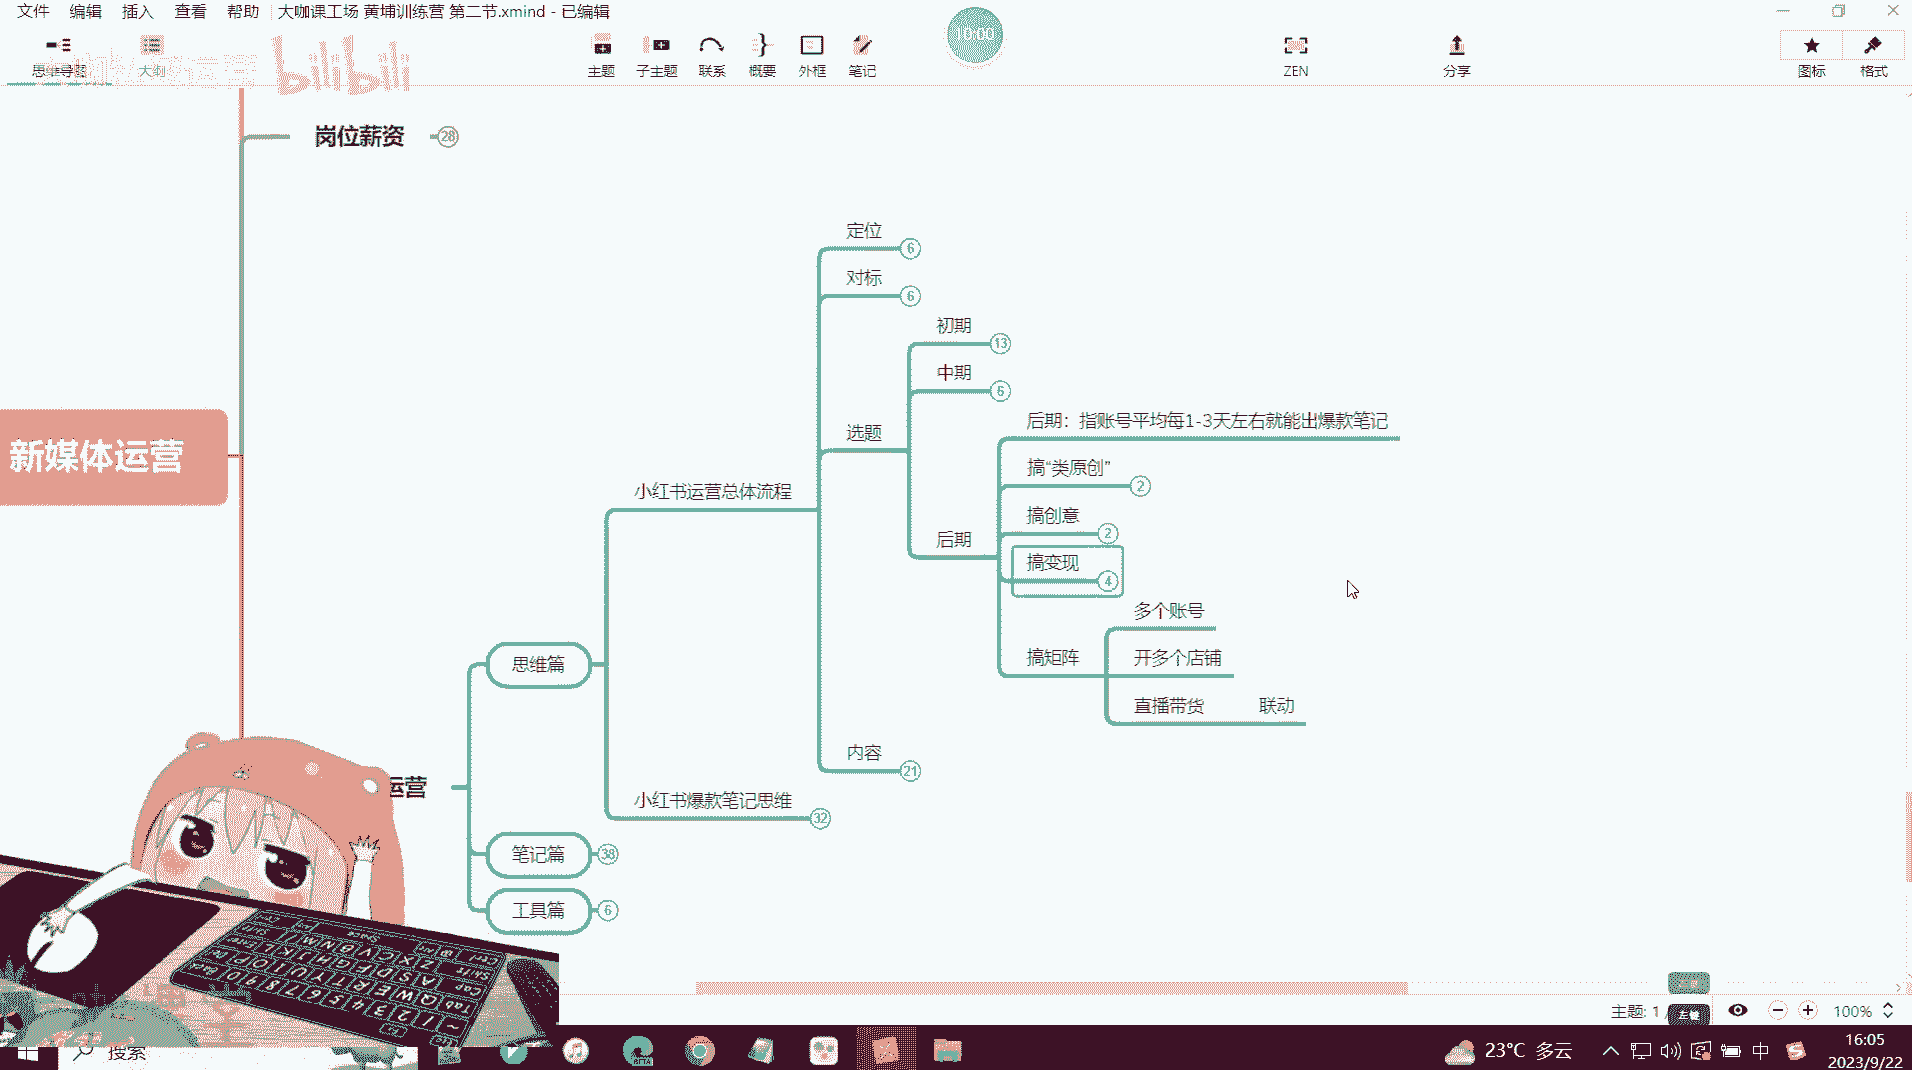 文件 编辑 插入 查看 帮助 大咖课工场 黄埔训练营 第二节.xmind - 已编辑
10:00
思维导图 大纲 主题 子主题 联系 概要 外框 笔记 ZEN 分享 图标 格式
bilibili
岗位薪资 28
定位 6
对标 6
初期 13
中期 6
后期：指账号平均每1-3天左右就能出爆款笔记
选题
新媒体运营
搞“类原创” 2
小红书运营总体流程
搞创意 2
后期
搞变现 4
多个账号
思维篇
搞矩阵 开多个店铺
直播带货 联动
内容 21
运营
小红书爆款笔记思维 32
笔记篇 38
工具篇 6
主题: 1 100%
搜索
BETA
23°C 多云 中 16:05
2023/9/22